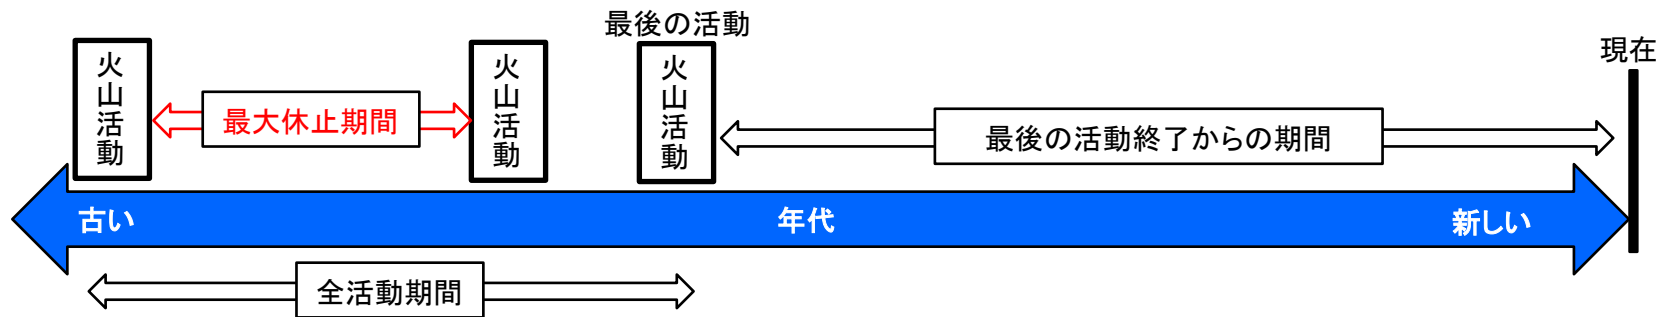 最後の活動
現在
火山活動
最大休止期間
火山活動
火山活動
最後の活動終了からの期間
古い
年代
新しい
全活動期間